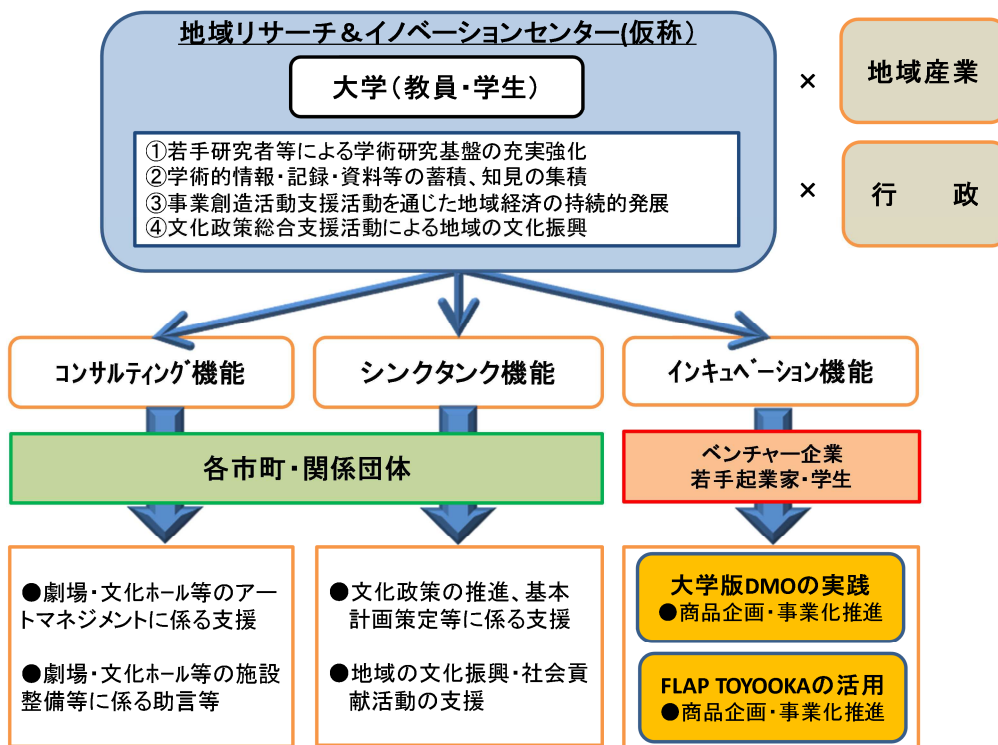 地域リサーチ＆イノベーションセンター(仮称）
大学（教員・学生）
×
地域産業
①若手研究者等による学術研究基盤の充実強化
②学術的情報・記録・資料等の蓄積、知見の集積
③事業創造活動支援活動を通じた地域経済の持続的発展
④文化政策総合支援活動による地域の文化振興
×
行　　政
コンサルティング機能
シンクタンク機能
インキュベーション機能
各市町・関係団体
ベンチャー企業
若手起業家・学生
●劇場・文化ホール等のアー
トマネジメントに係る支援
●劇場・文化ホール等の施設
整備等に係る助言等
●文化政策の推進、基本
計画策定等に係る支援
●地域の文化振興・社会貢
献活動の支援
大学版DMOの実践
●商品企画・事業化推進
FLAP TOYOOKAの活用
●商品企画・事業化推進